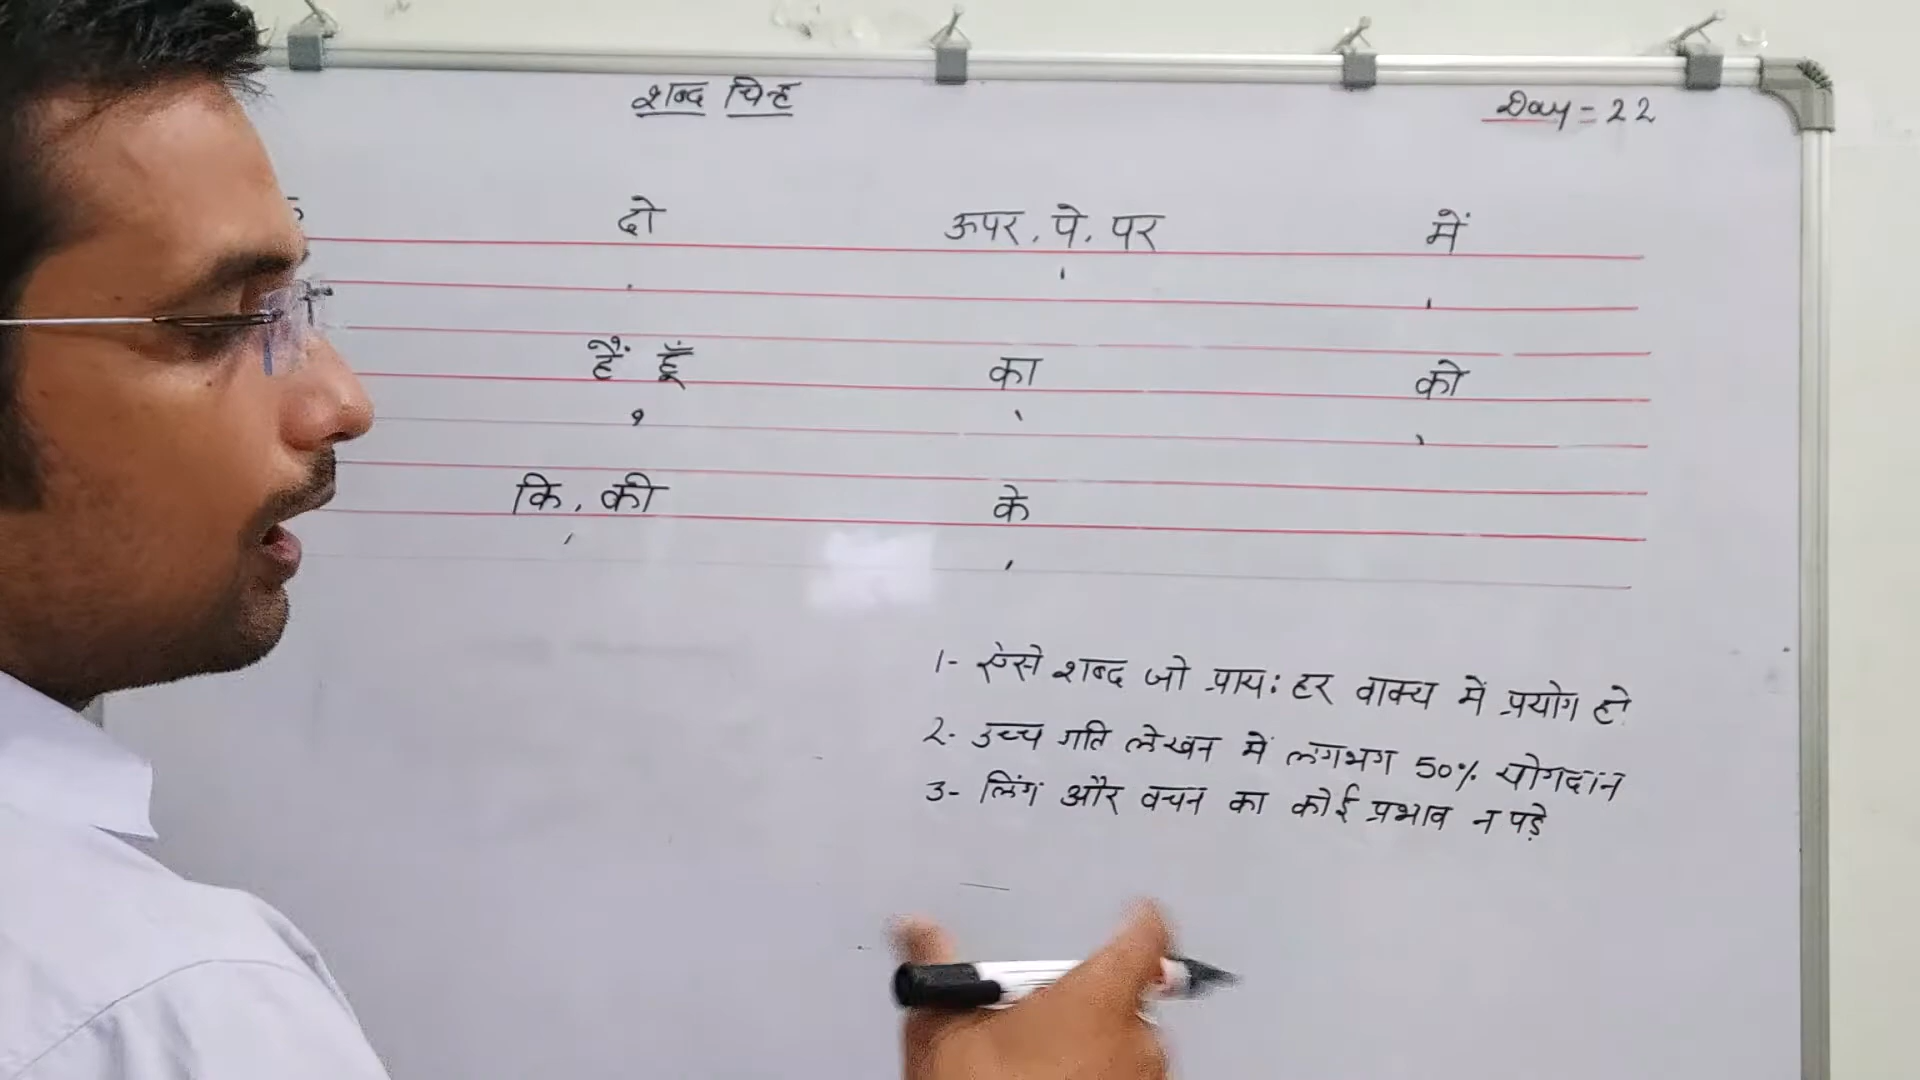 शब्द चिन्ह
Day = 22
दो
ऊपर, पे, पर
में
हैं हूँ
का
को
कि, की
के
1- ऐसे शब्द जो प्राय: हर वाक्य में प्रयोग हो
2- उच्च गति लेखन में लगभग 50% योगदान
3- लिंग और वचन का कोई प्रभाव न पड़े